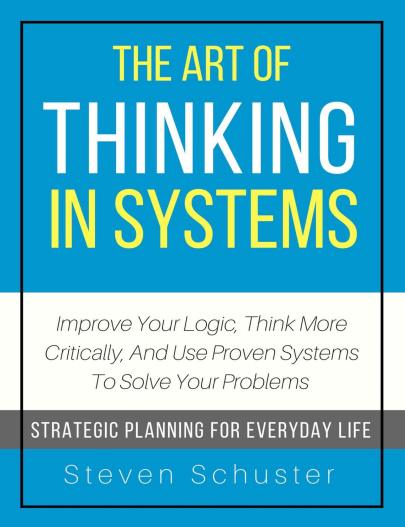 THE ART OF
THINKING
IN SYSTEMS
Improve Your Logic, Think More
Critically, And Use Proven Systems
To Solve Your Problems
STRATEGIC PLANNING FOR EVERYDAY LIFE
Steven Schuster